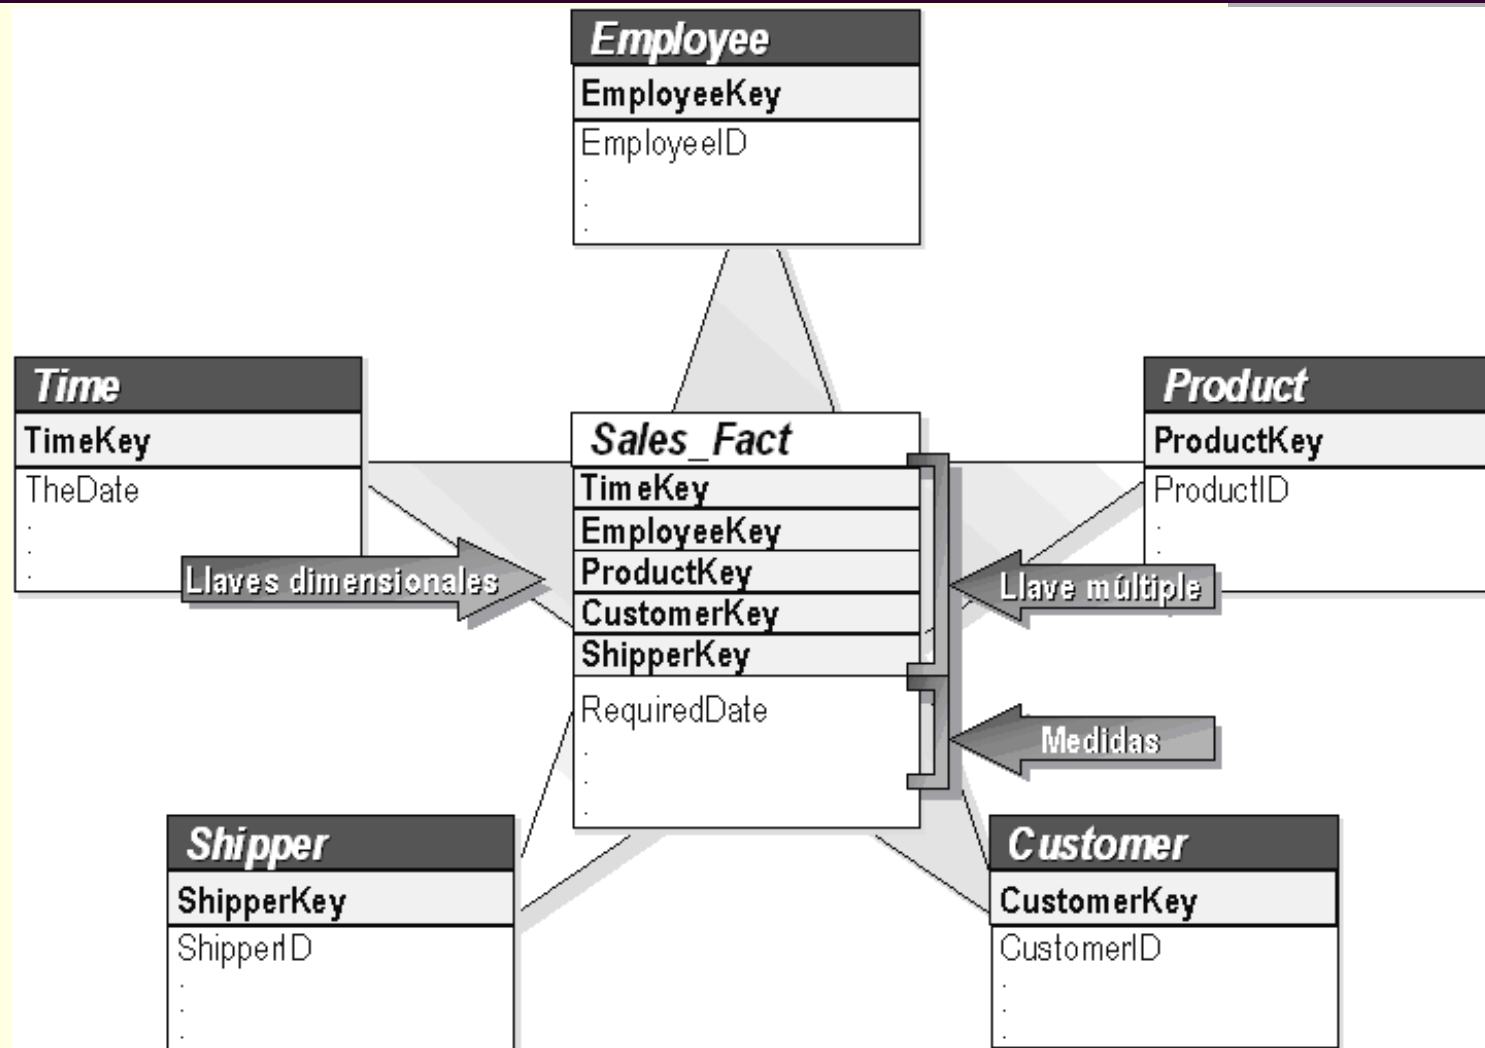 Employee
EmployeeKey
EmployeeID
.
.
.
Time
TimeKey
TheDate
.
.
.
Llaves dimensionales
Sales_Fact
TimeKey
EmployeeKey
ProductKey
CustomerKey
ShipperKey
RequiredDate
.
.
.
Product
ProductKey
ProductID
.
.
Llave múltiple
Medidas
Shipper
ShipperKey
ShipperID
.
.
.
Customer
CustomerKey
CustomerID
.
.
.